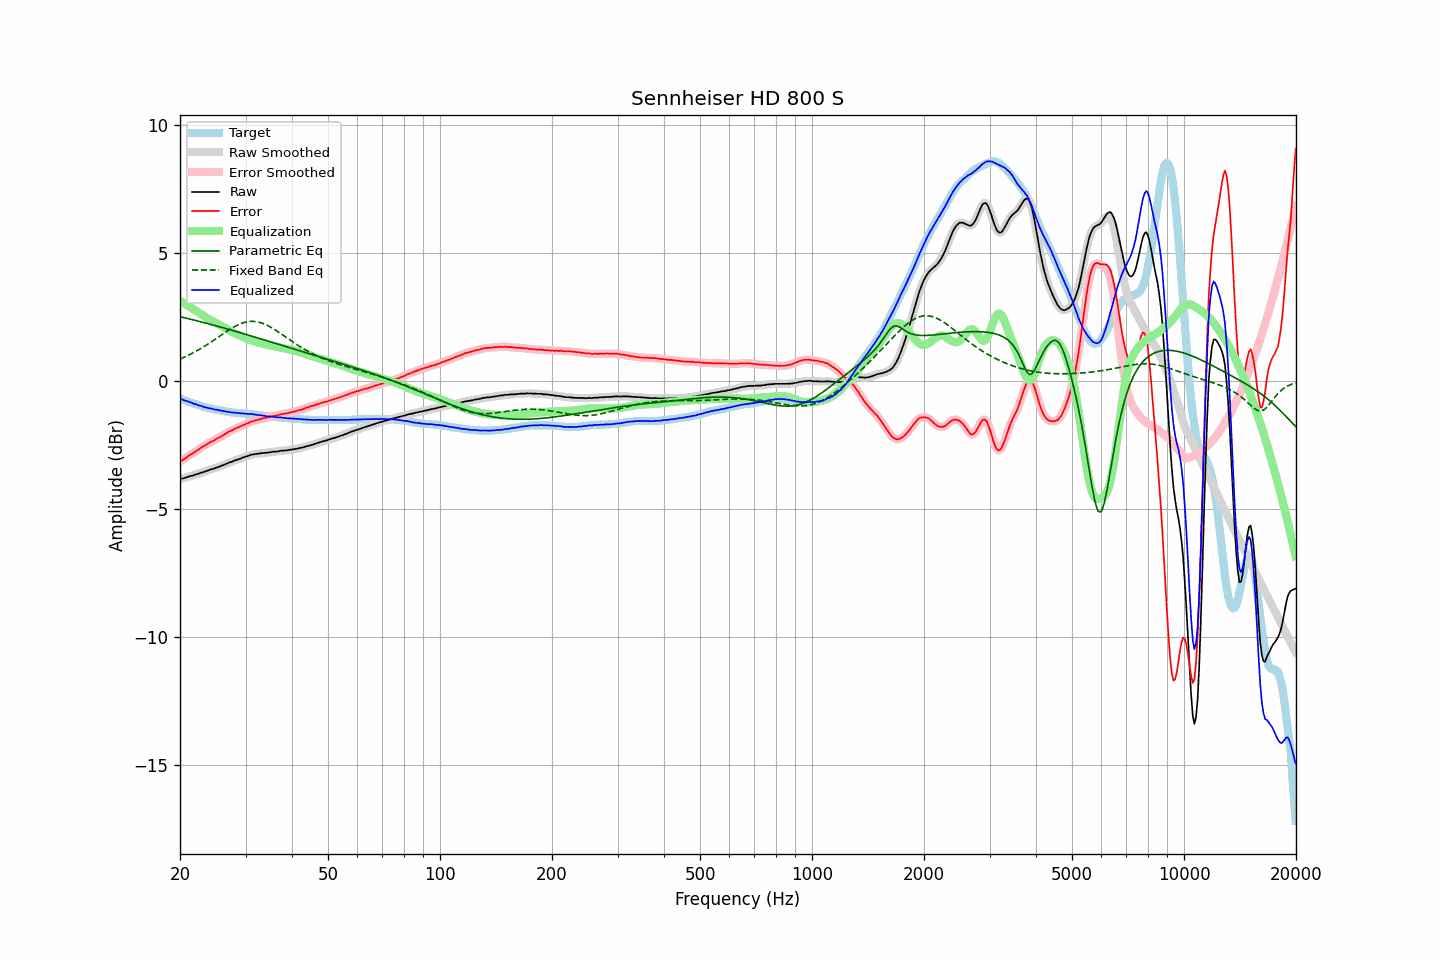 Sennheiser HD 800 S
Target
Raw Smoothed
Error Smoothed
Raw
Error
Equalization
Parametric Eq
Fixed Band Eq
Equalized
10
5
0
−5
−10
−15
Amplitude (dBr)
20 50 100 200 500 1000 2000 5000 10000 20000
Frequency (Hz)